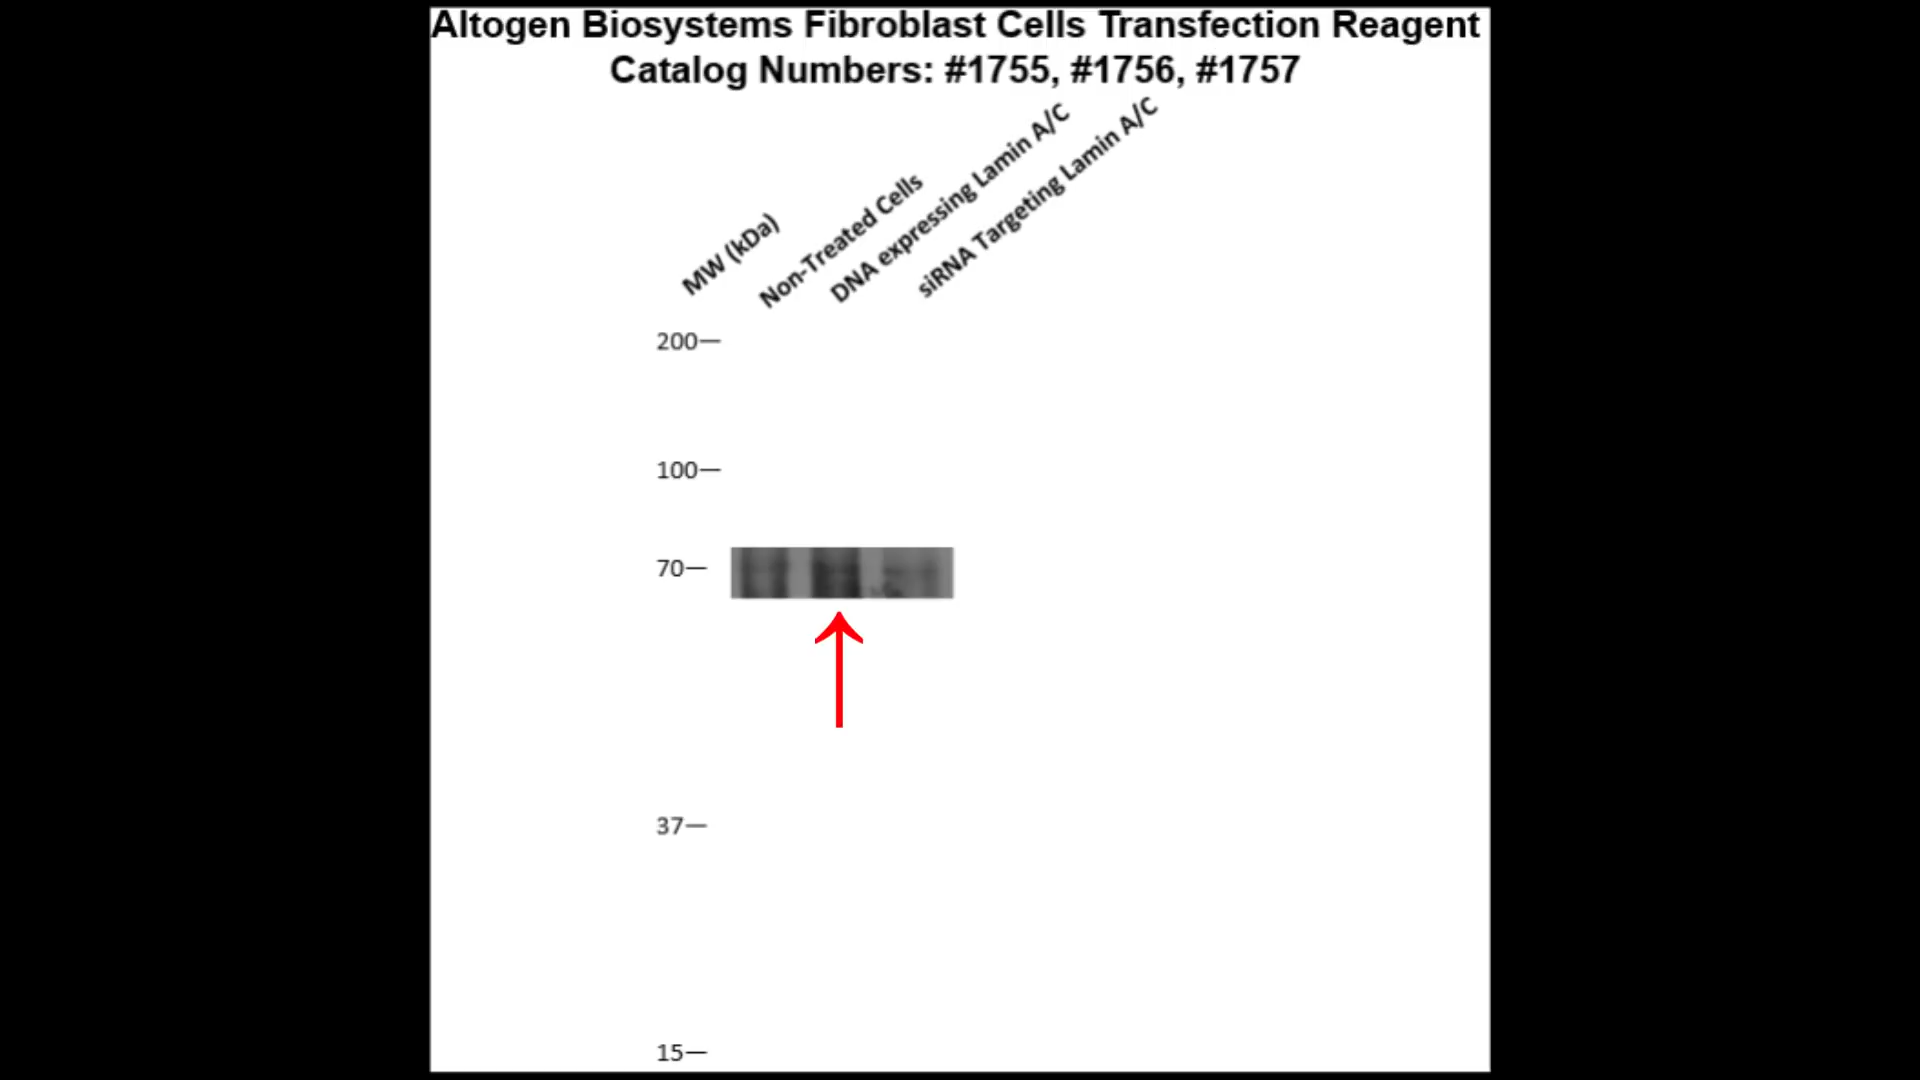 Altogen Biosystems Fibroblast Cells Transfection Reagent
Catalog Numbers: #1755, #1756, #1757
MW (kDa)
Non-Treated Cells
DNA expressing Lamin A/C
siRNA Targeting Lamin A/C
200—
100—
70—
37—
15—